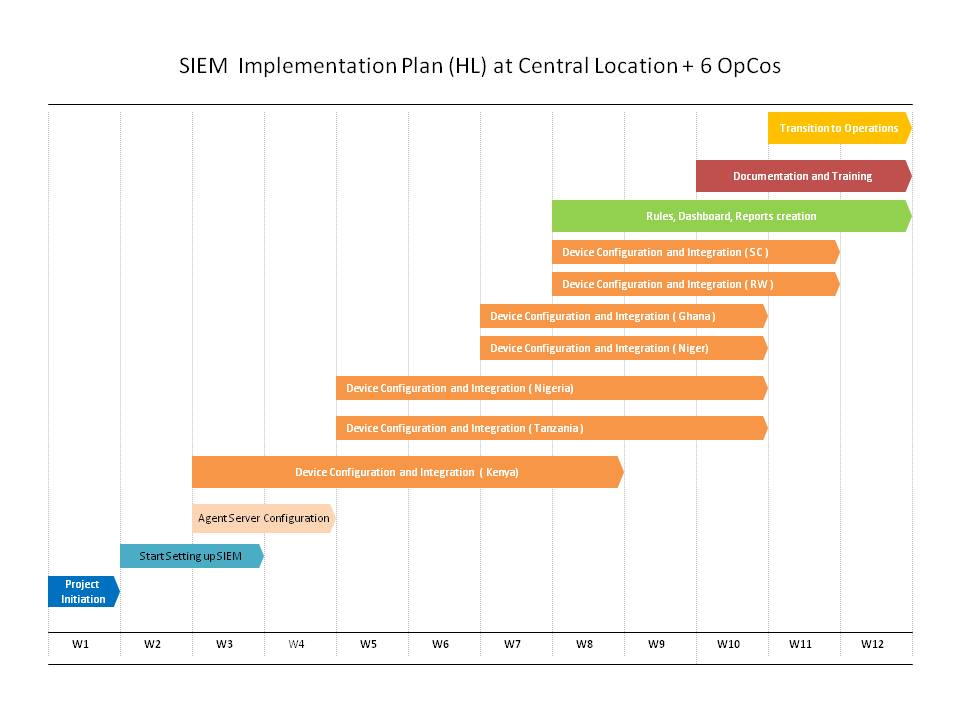 SIEM Implementation Plan (HL) at Central Location + 6 OpCos
Transition to Operations
Documentation and Training
Rules, Dashboard, Reports creation
Device Configuration and Integration ( SC )
Device Configuration and Integration ( RW )
Device Configuration and Integration ( Ghana )
Device Configuration and Integration ( Niger)
Device Configuration and Integration ( Nigeria)
Device Configuration and Integration ( Tanzania )
Device Configuration and Integration ( Kenya)
Agent Server Configuration
Start Setting up SIEM
Project
Initiation
W1 W2 W3 W4 W5 W6 W7 W8 W9 W10 W11 W12